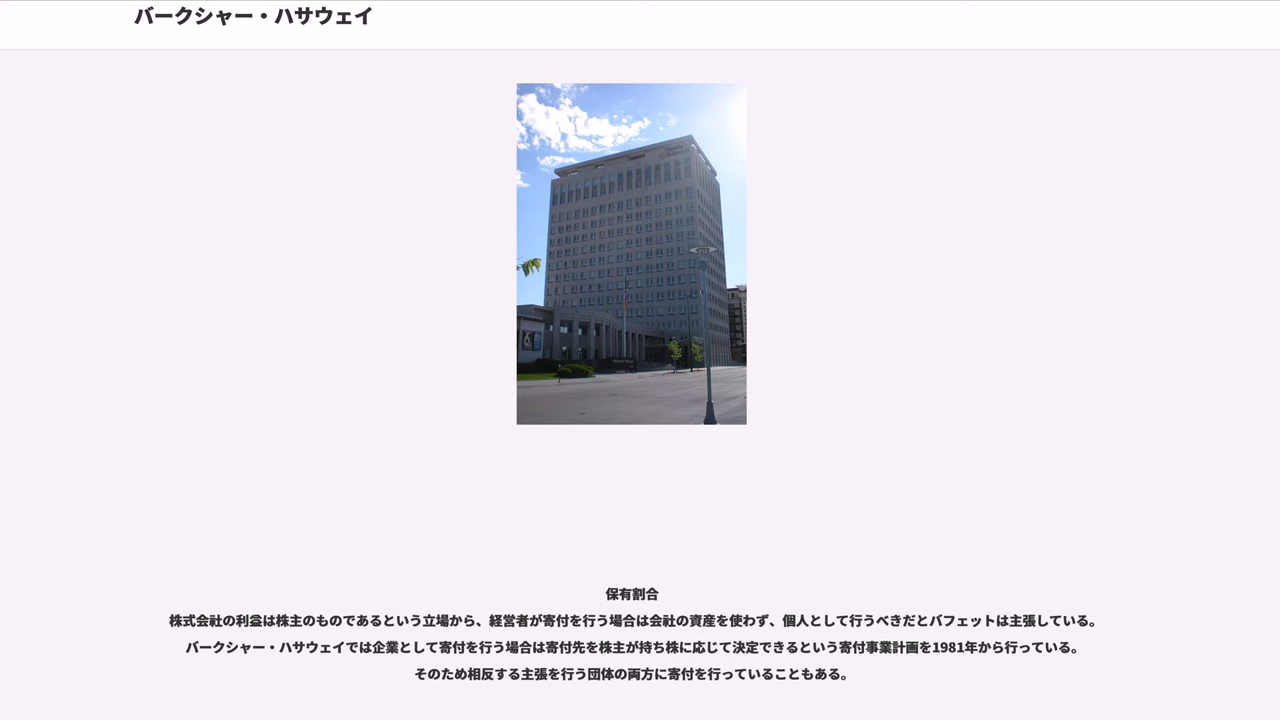 バークシャー・ハサウェイ
保有割合
株式会社の利益は株主のものであるという立場から、経営者が寄付を行う場合は会社の資産を使わず、個人として行うべきだとバフェットは主張している。
バークシャー・ハサウェイでは企業として寄付を行う場合は寄付先を株主が持ち株に応じて決定できるという寄付事業計画を1981年から行っている。
そのため相反する主張を行う団体の両方に寄付を行っていることもある。